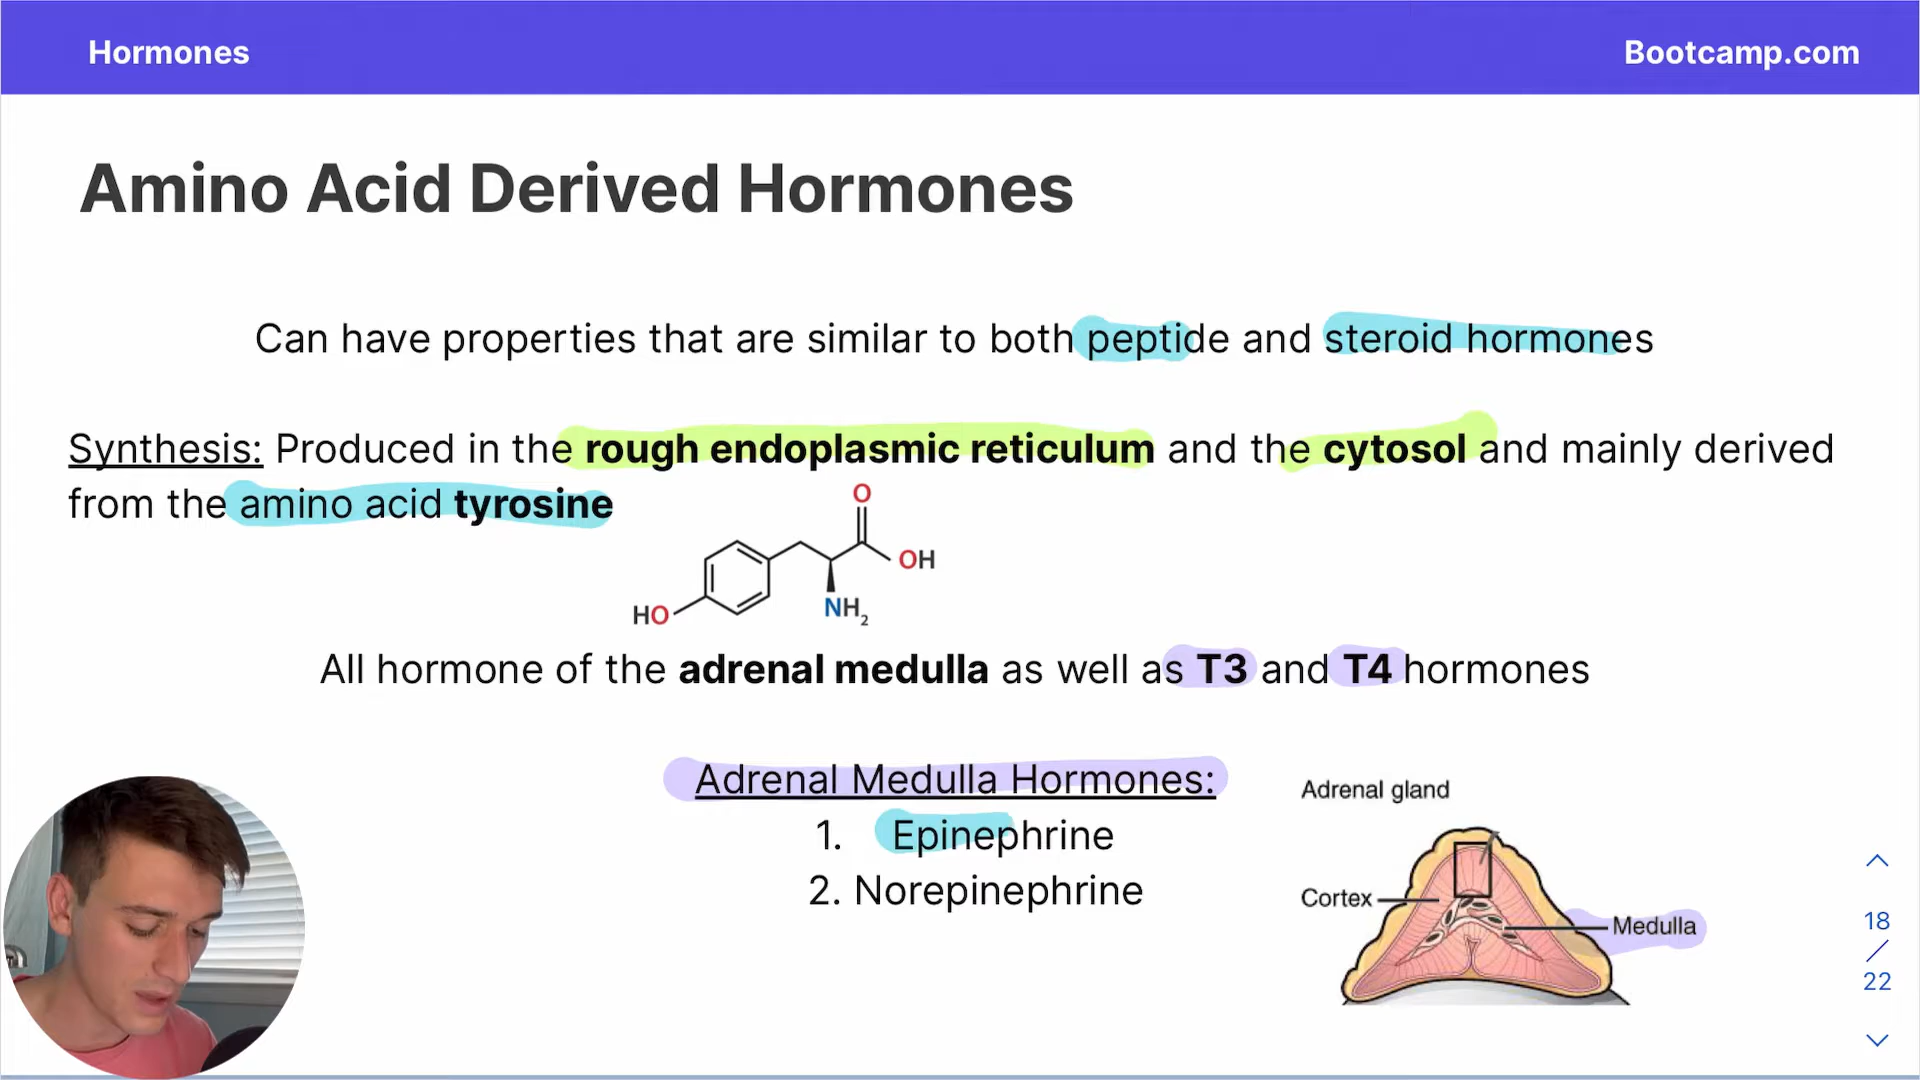 Hormones
Bootcamp.com
Amino Acid Derived Hormones
Can have properties that are similar to both peptide and steroid hormones
Synthesis: Produced in the rough endoplasmic reticulum and the cytosol and mainly derived
from the amino acid tyrosine
O
OH
HO
NH₂
All hormone of the adrenal medulla as well as T3 and T4 hormones
Adrenal Medulla Hormones:
1. Epinephrine
2. Norepinephrine
Adrenal gland
Cortex
Medulla
18
/
22